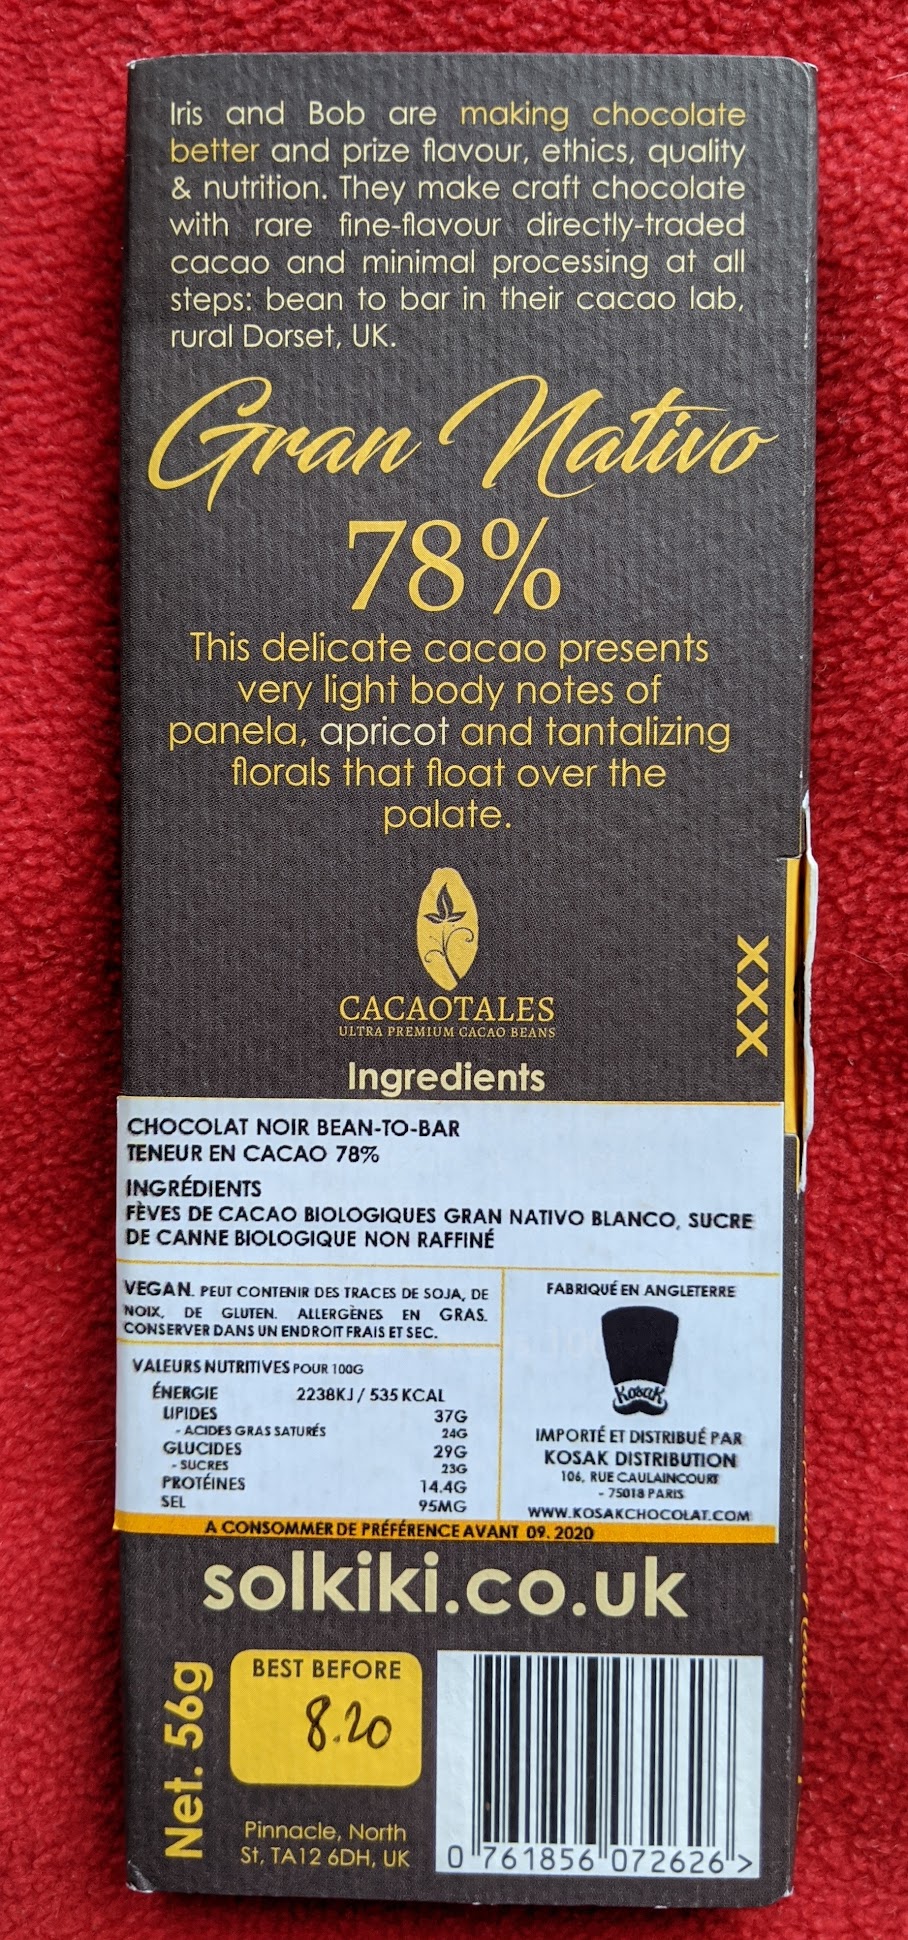 Iris and Bob are making chocolate
better and prize flavour, ethics, quality
& nutrition. They make craft chocolate
with rare fine-flavour directly-traded
cacao and minimal processing at all
steps: bean to bar in their cacao lab,
rural Dorset, UK.
Gran Nativo
78%
This delicate cacao presents
very light body notes of
panela, apricot and tantalizing
florals that float over the
palate.
CACAOTALES
ULTRA PREMIUM CACAO BEANS
XXX
Ingredients
CHOCOLAT NOIR BEAN-TO-BAR
TENEUR EN CACAO 78%
INGRÉDIENTS
FÈVES DE CACAO BIOLOGIQUES GRAN NATIVO BLANCO, SUCRE
DE CANNE BIOLOGIQUE NON RAFFINÉ
VEGAN. PEUT CONTENIR DES TRACES DE SOJA, DE
NOIX, DE GLUTEN. ALLERGÈNES EN GRAS.
CONSERVER DANS UN ENDROIT FRAIS ET SEC.
VALEURS NUTRITIVES POUR 100G
ÉNERGIE 2238KJ / 535 KCAL
LIPIDES 37G
- ACIDES GRAS SATURÉS 24G
GLUCIDES 29G
- SUCRES 23G
PROTÉINES 14.4G
SEL 95MG
FABRIQUÉ EN ANGLETERRE
Kosak
IMPORTÉ ET DISTRIBUÉ PAR
KOSAK DISTRIBUTION
106, RUE CAULAINCOURT
- 75018 PARIS
WWW.KOSAKCHOCOLAT.COM
A CONSOMMER DE PRÉFÉRENCE AVANT 09. 2020
solkiki.co.uk
Net. 56g
BEST BEFORE
8.20
Pinnacle, North
St, TA12 6DH, UK
0 761856 072626 >